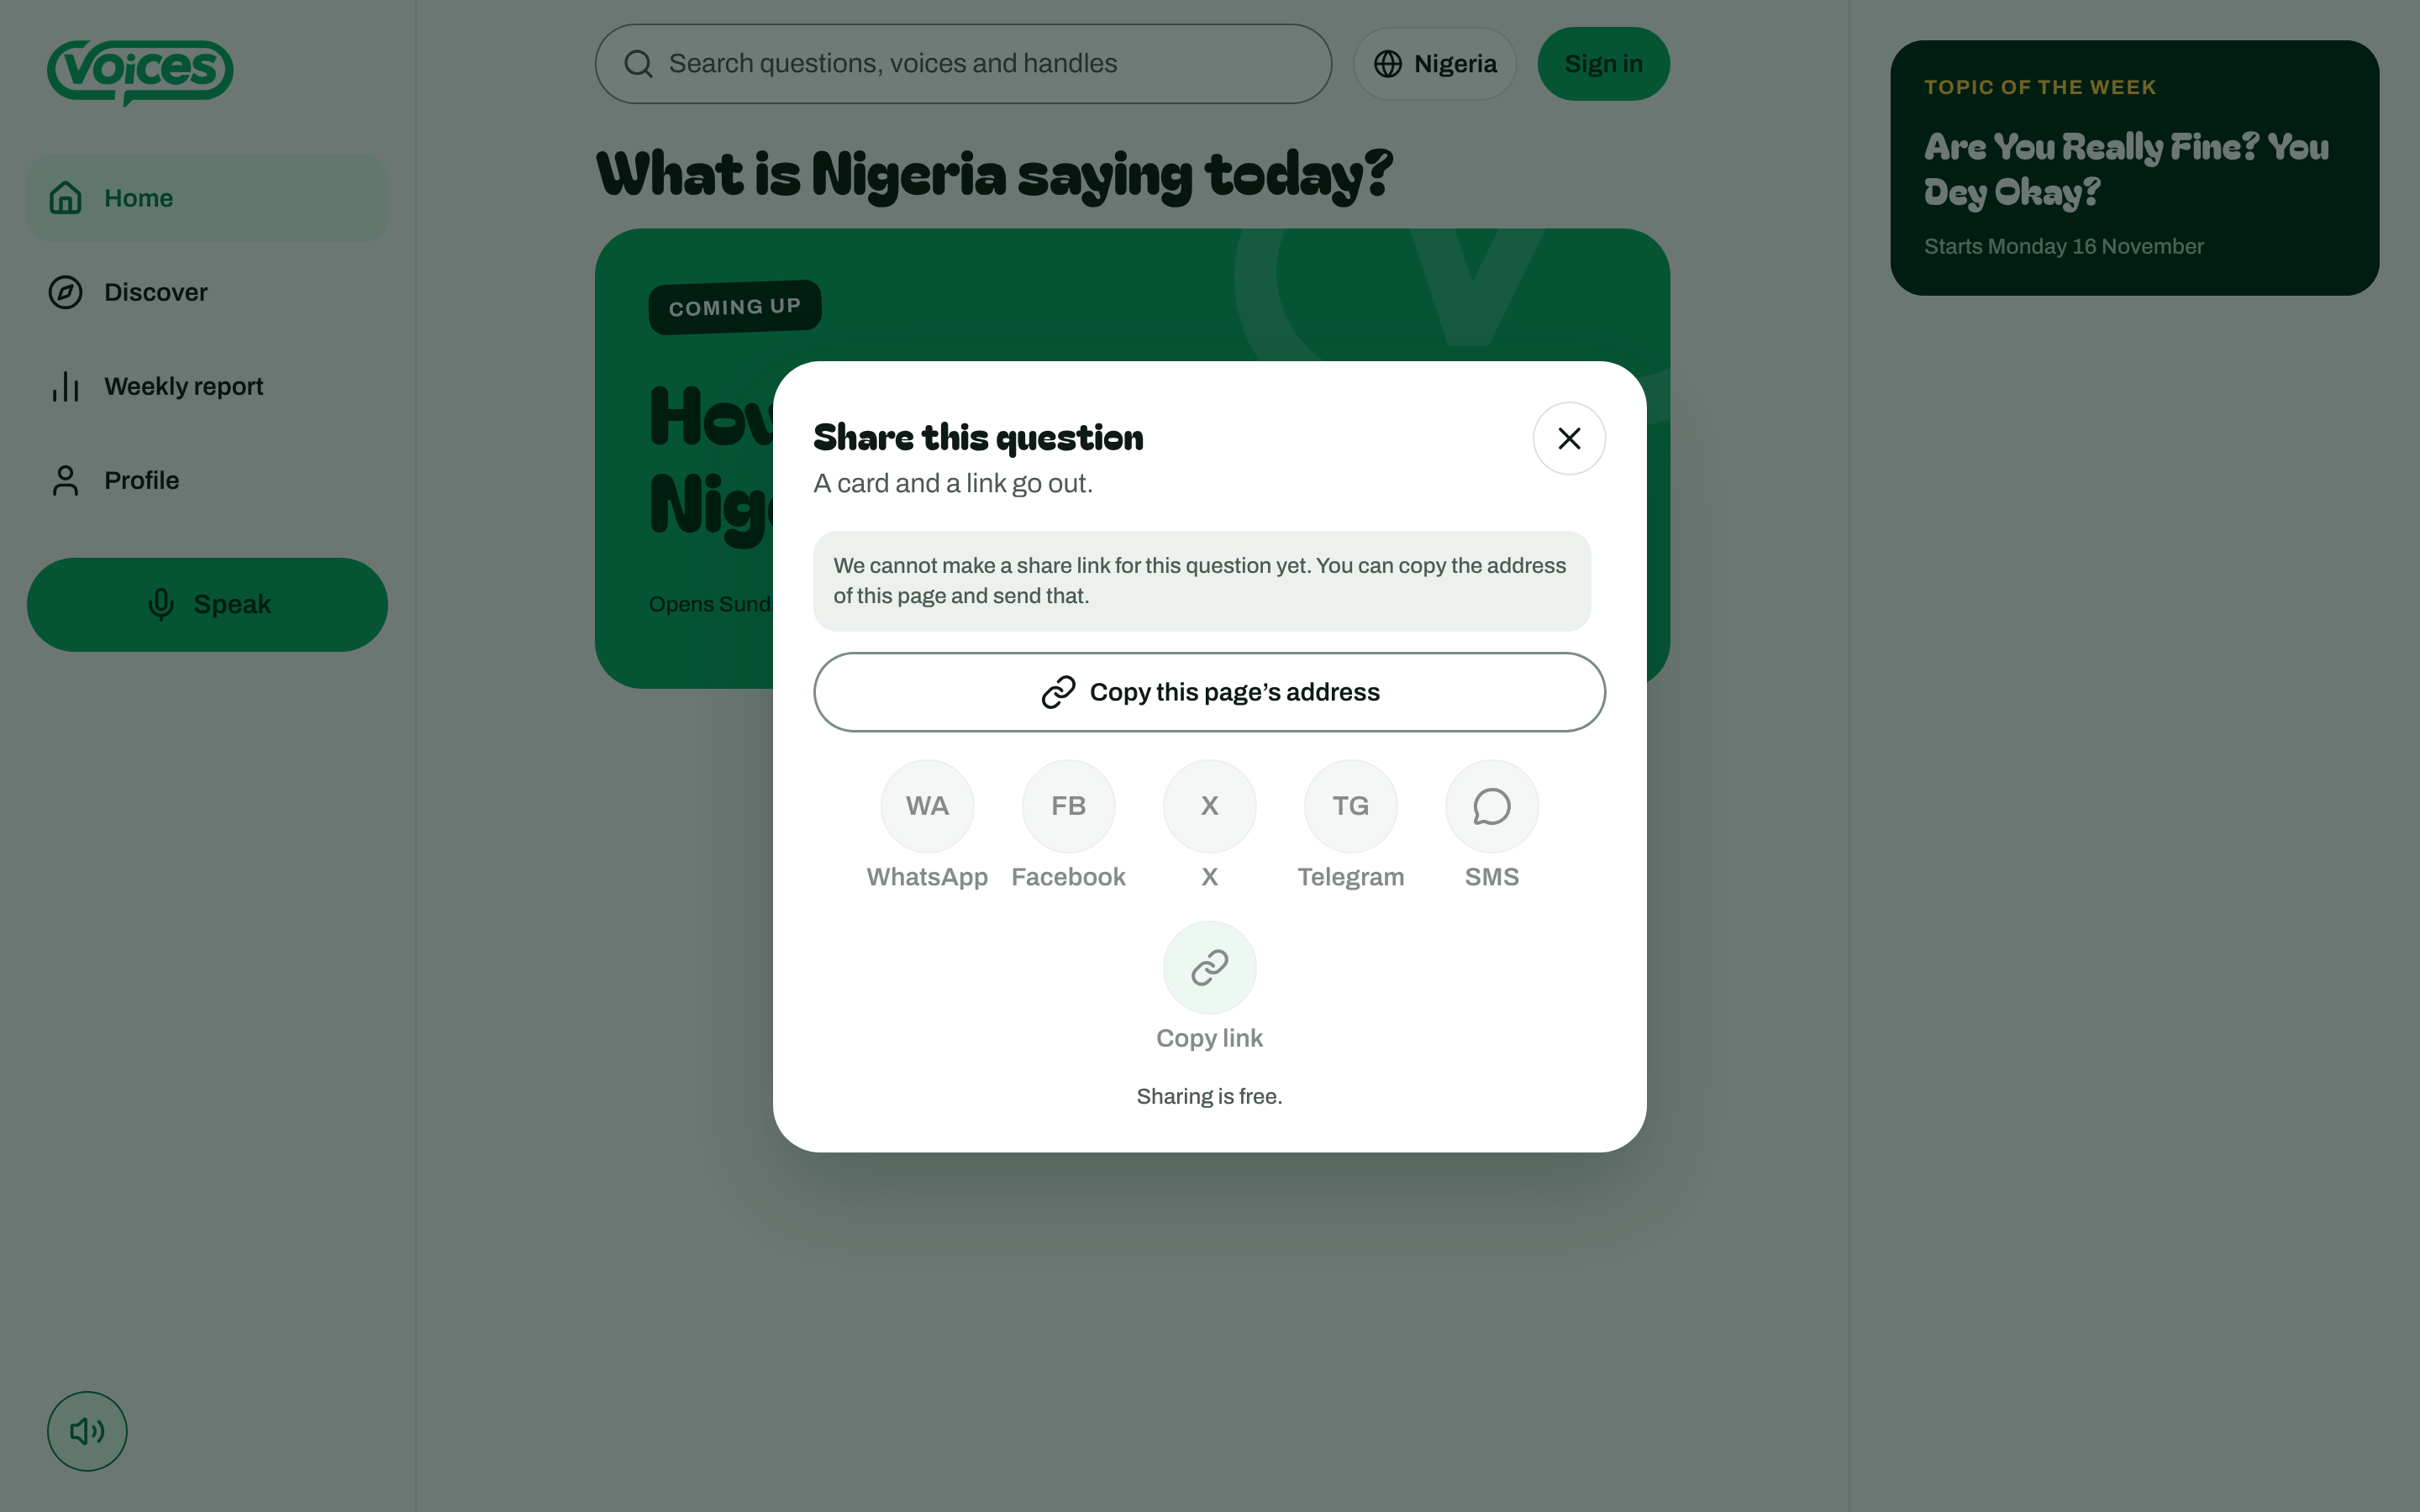 Voices
Search questions, voices and handles
Nigeria
Sign in
Home
Discover
Weekly report
Profile
Speak
What is Nigeria saying today?
COMING UP
Opens
Share this question
A card and a link go out.
We cannot make a share link for this question yet. You can copy the address
of this page and send that.
Copy this page’s address
WA
FB
X
TG
WhatsApp
Facebook
X
Telegram
SMS
Copy link
Sharing is free.
TOPIC OF THE WEEK
Are You Really Fine? You
Dey Okay?
Starts Monday 16 November